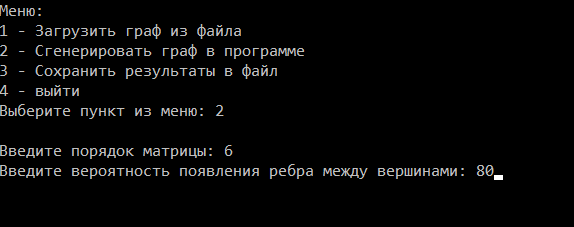 Меню:
1 - Загрузить граф из файла
2 - Сгенерировать граф в программе
3 - Сохранить результаты в файл
4 - выйти
Выберите пункт из меню: 2
Введите порядок матрицы: 6
Введите вероятность появления ребра между вершинами: 80